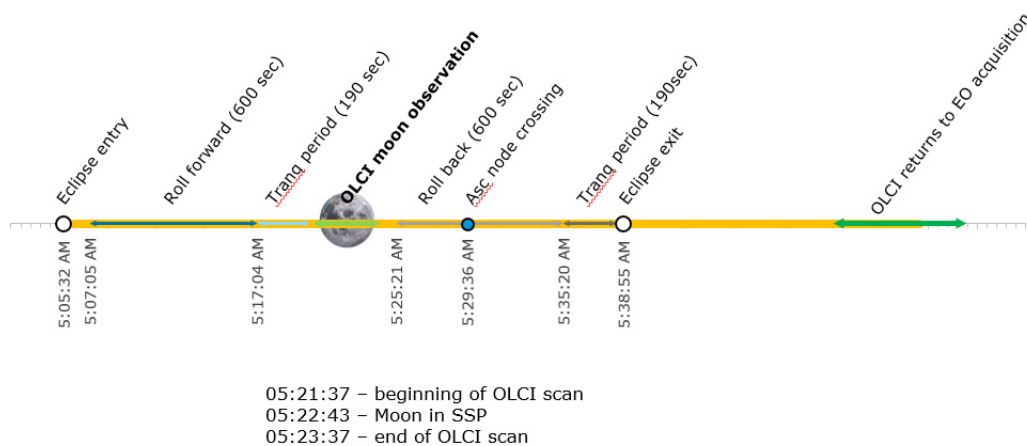 Eclipse entry
Roll forward (600 sec)
Tranq period (190 sec)
OLCI moon observation
Roll back (600 sec)
Asc node crossing
Tranq period (190sec)
Eclipse exit
OLCI returns to EO acquisition
5:05:32 AM
5:07:05 AM
5:17:04 AM
5:25:21 AM
5:29:36 AM
5:35:20 AM
5:38:55 AM
05:21:37 – beginning of OLCI scan
05:22:43 – Moon in SSP
05:23:37 – end of OLCI scan